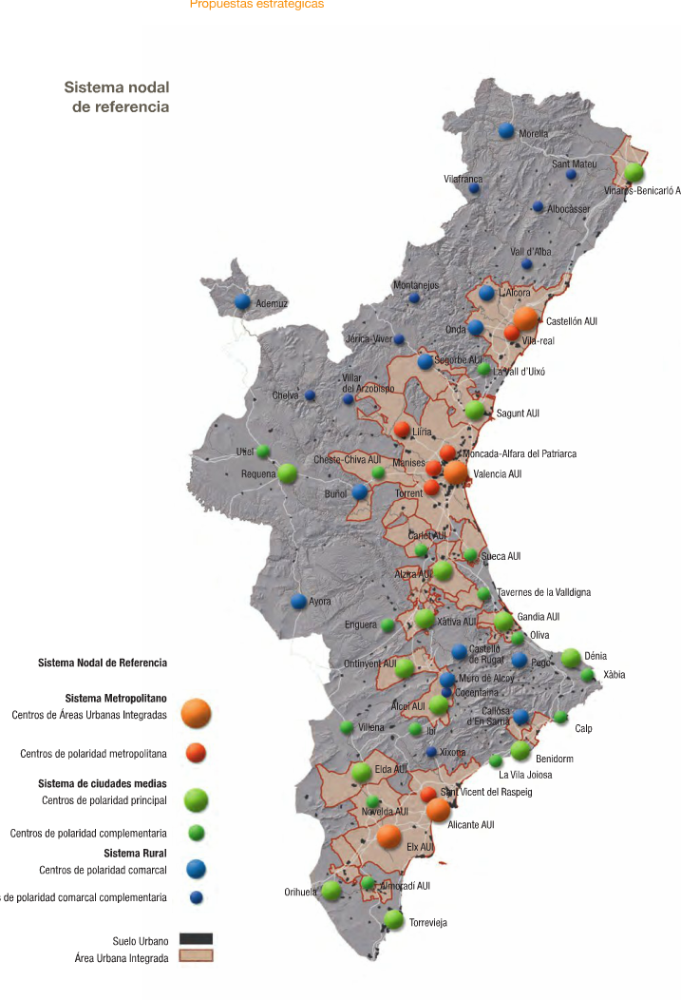 Propuestas estratégicas
Sistema nodal
de referencia
Morella
Sant Mateu
Vilafranca
Vinaròs-Benicarló A
Albocàsser
Vall d'Alba
Montanejos
L'Alcora
Ademuz
Castellón AUI
Onda
Vila-real
Jérica-Viver
Segorbe AUI
La Vall d'Uixó
Villar
del Arzobispo
Chelva
Sagunt AUI
Llíria
Utiel
Moncada-Alfara del Patriarca
Cheste-Chiva AUI
Manises
Requena
Valencia AUI
Buñol
Torrent
Carlet AUI
Sueca AUI
Alzira AUI
Tavernes de la Valldigna
Ayora
Gandia AUI
Xàtiva AUI
Enguera
Oliva
Castelló
de Rugat
Pego
Dénia
Ontinyent AUI
Xàbia
Muro de Alcoy
Cocentaina
Alcoi AUI
Callosa
d'En Sarrià
Calp
Villena
Ibi
Xixona
Benidorm
Elda AUI
La Vila Joiosa
Sant Vicent del Raspeig
Novelda AUI
Alicante AUI
Elx AUI
Almoradí AUI
Orihuela
Torrevieja
Sistema Nodal de Referencia
Sistema Metropolitano
Centros de Áreas Urbanas Integradas
Centros de polaridad metropolitana
Sistema de ciudades medias
Centros de polaridad principal
Centros de polaridad complementaria
Sistema Rural
Centros de polaridad comarcal
s de polaridad comarcal complementaria
Suelo Urbano
Área Urbana Integrada